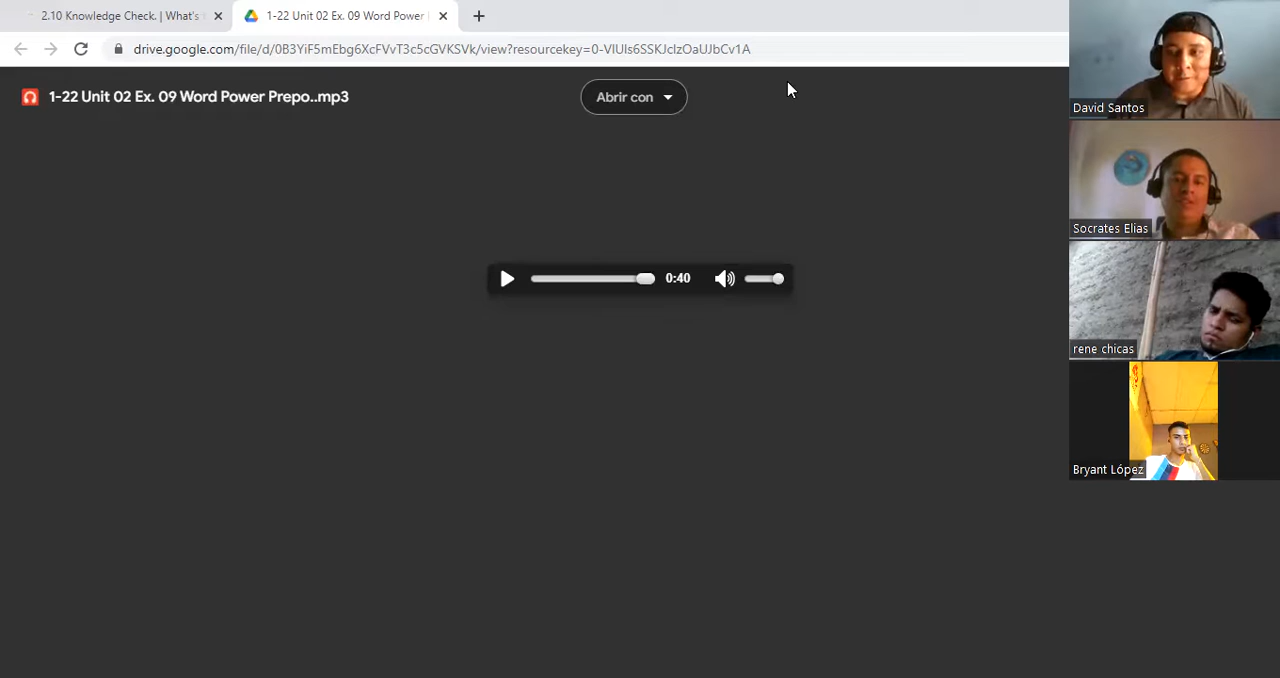 2.10 Knowledge Check. | What's
1-22 Unit 02 Ex. 09 Word Power
drive.google.com/file/d/0B3YiF5mEbg6XcFVvT3c5cGVKSVk/view?resourcekey=0-VIUIs6SSKJcIzOaUJbCv1A
1-22 Unit 02 Ex. 09 Word Power Prepo..mp3
Abrir con
0:40
David Santos
Socrates Elias
rene chicas
Bryant López